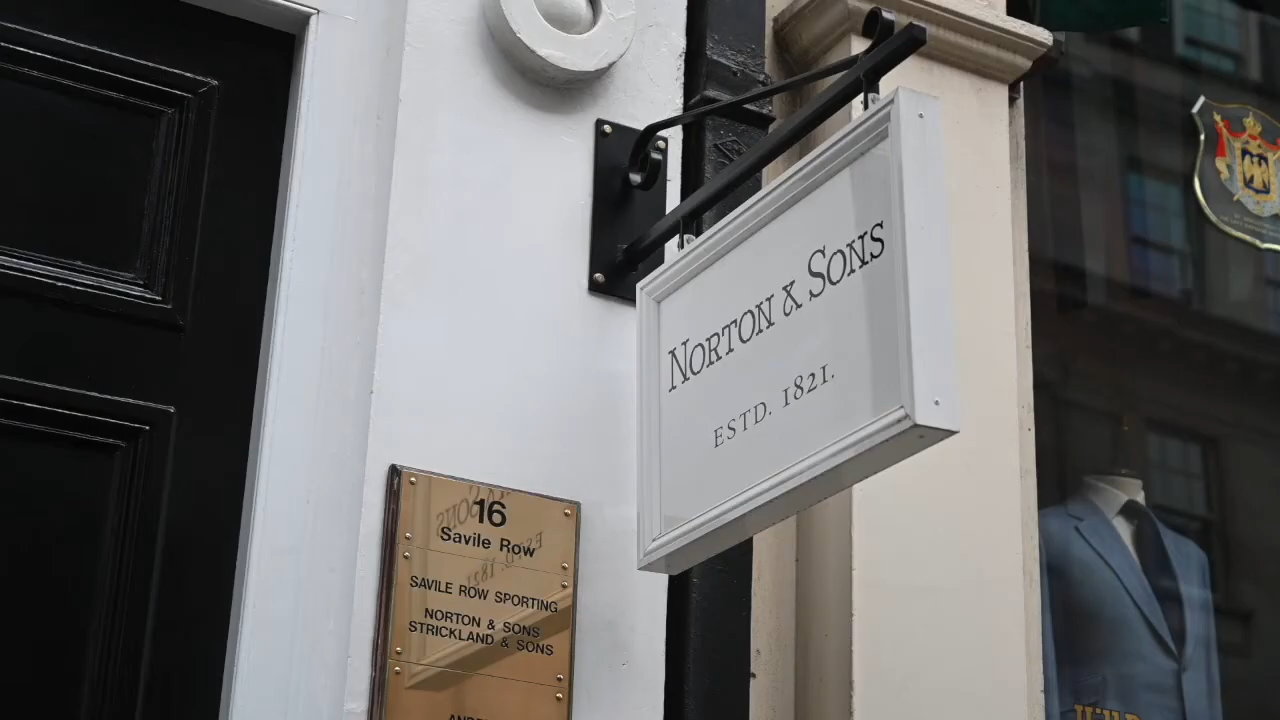 NORTON & SONS
ESTD. 1821.
16
Savile Row
SAVILE ROW SPORTING
NORTON & SONS
STRICKLAND & SONS